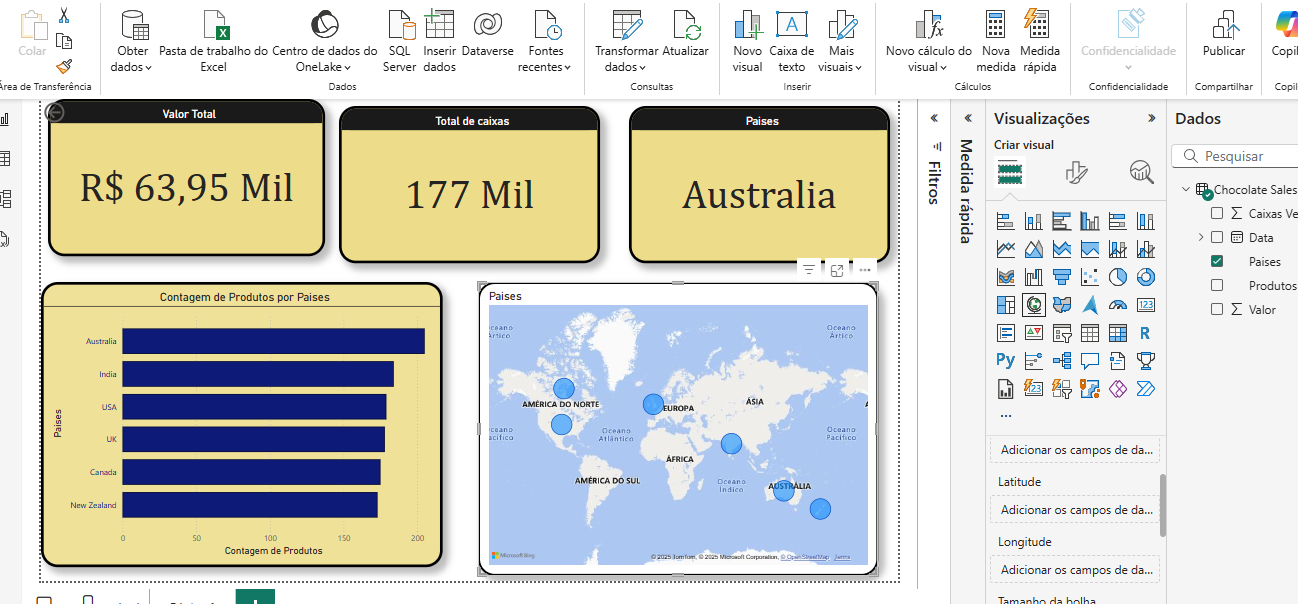 Colar
Área de Transferência
Obter
dados
Pasta de trabalho do
Excel
Centro de dados do
OneLake
SQL
Server
Inserir
dados
Dataverse
Fontes
recentes
Dados
Transformar
dados
Atualizar
Consultas
Novo
visual
Caixa de
texto
Mais
visuais
Inserir
Novo cálculo do
visual
Nova
medida
Medida
rápida
Cálculos
Confidencialidade
Confidencialidade
Publicar
Compartilhar
Copil
Copil
Valor Total
R$ 63,95 Mil
Total de caixas
177 Mil
Paises
Australia
Contagem de Produtos por Paises
Paises
Australia
India
USA
UK
Canada
New Zealand
0
50
100
150
200
Contagem de Produtos
Paises
Oceano
Ártico
Oceano
Ártico
AMÉRICA DO NORTE
EUROPA
ÁSIA
Oceano
Pacífico
Oceano
Atlântico
Oceano
Pacífico
ÁFRICA
AMÉRICA DO SUL
Oceano
Índico
AUSTRÁLIA
Microsoft Bing
© 2025 TomTom, © 2025 Microsoft Corporation, © OpenStreetMap Terms
Filtros
Medida rápida
Visualizações
Criar visual
123
R
Py
123
Adicionar os campos de da...
Latitude
Adicionar os campos de da...
Longitude
Adicionar os campos de da...
Tamanho da bolha
Dados
Pesquisar
Chocolate Sales
Caixas Ve
Data
Paises
Produtos
Valor